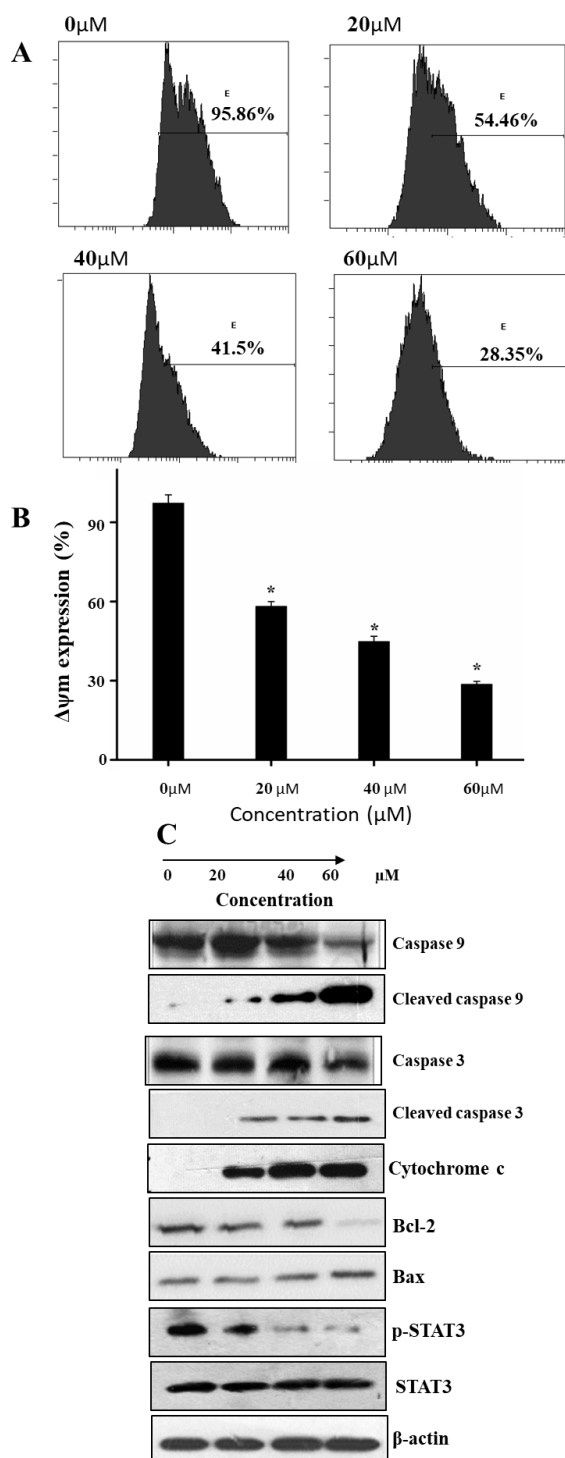 0µM
20µM
A
E
95.86%
E
54.46%
40µM
60µM
E
41.5%
E
28.35%
B
Δψm expression (%)
90
60
30
0
*
*
*
0µM
20 µM
40 µM
60µM
Concentration (µM)
C
0 20 40 60 µM
Concentration
Caspase 9
Cleaved caspase 9
Caspase 3
Cleaved caspase 3
Cytochrome c
Bcl-2
Bax
p-STAT3
STAT3
β-actin